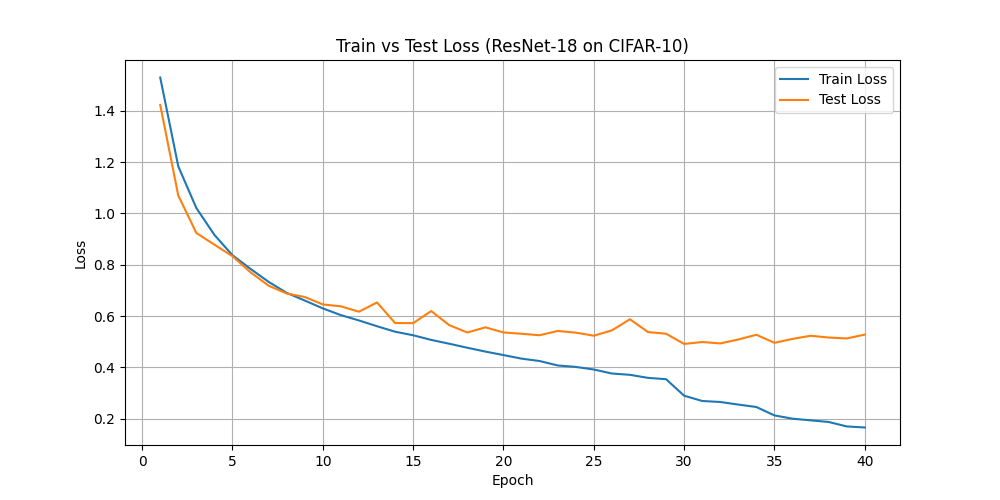 Train vs Test Loss (ResNet-18 on CIFAR-10)
Train Loss
Test Loss
Loss
1.4
1.2
1.0
0.8
0.6
0.4
0.2
0 5 10 15 20 25 30 35 40
Epoch